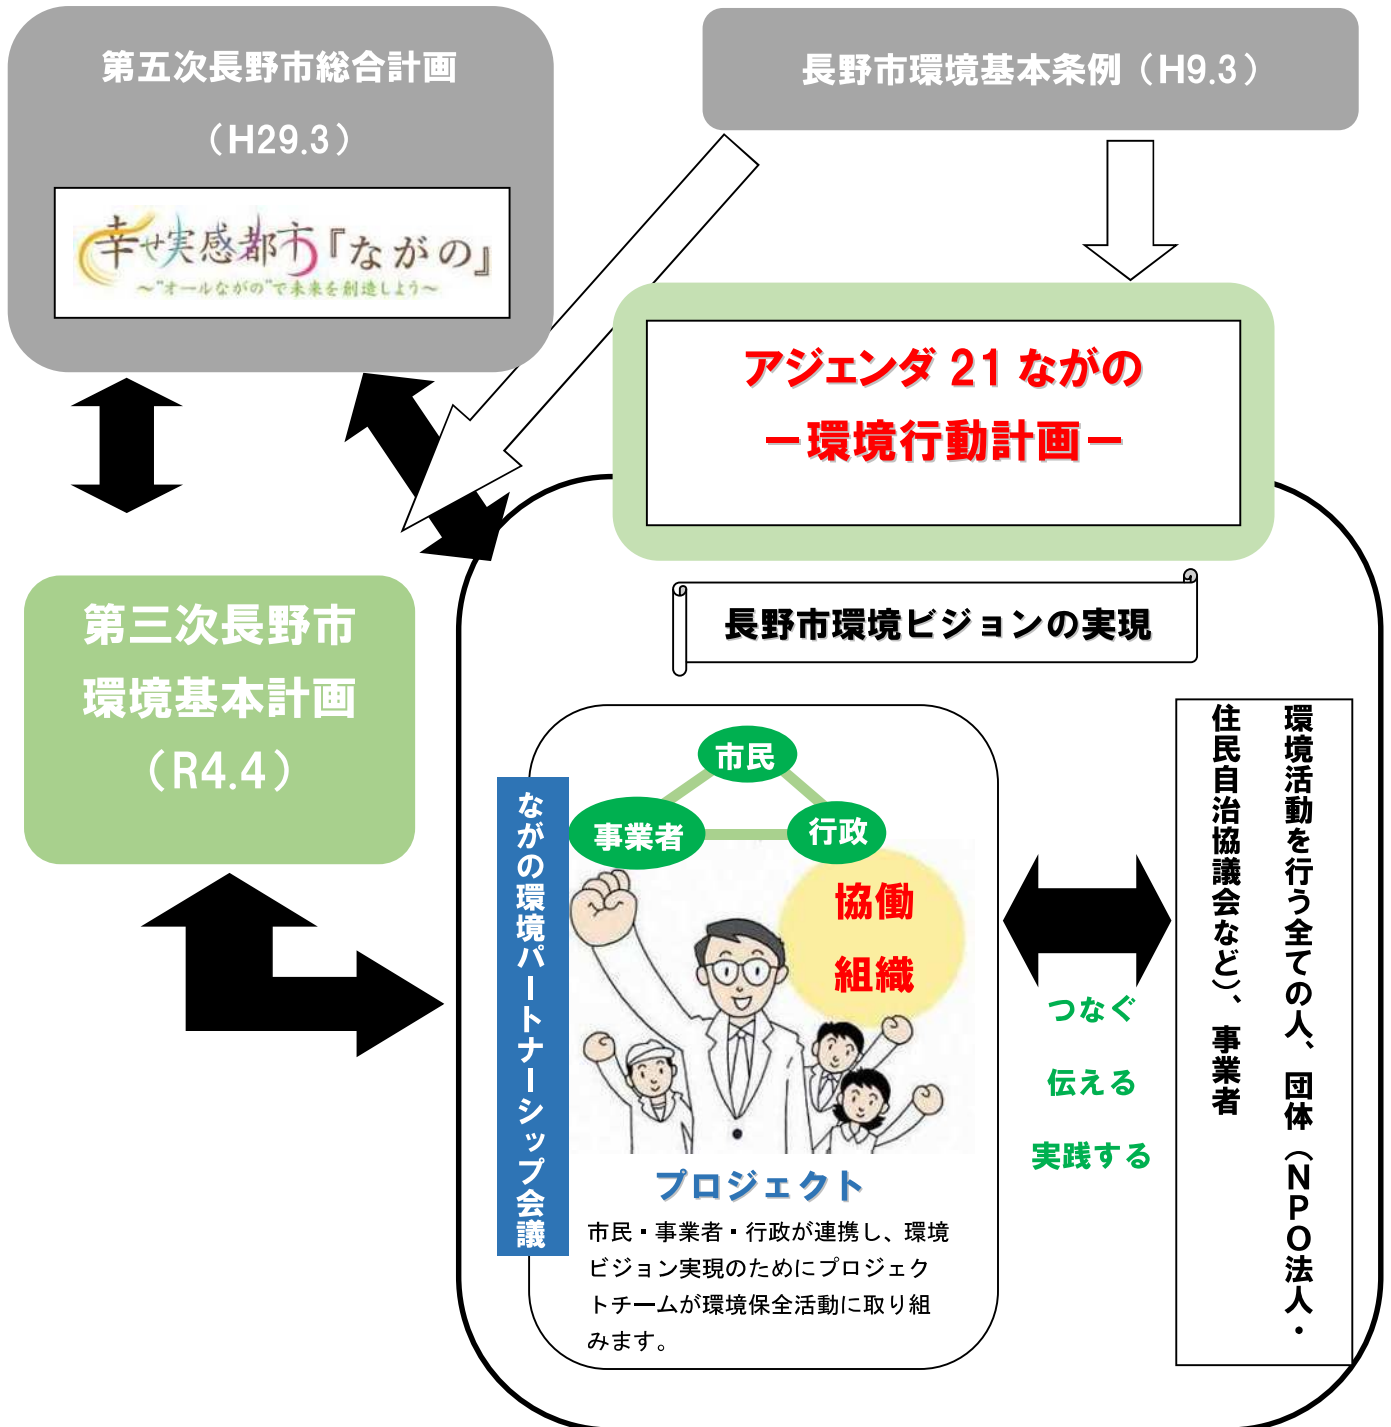 第五次長野市総合計画
（H29.3）
幸せ実感都市『ながの』
～"オールながの"で未来を創造しよう～
長野市環境基本条例（H9.3）
アジェンダ 21 ながの
－環境行動計画－
第三次長野市
環境基本計画
（R4.4）
長野市環境ビジョンの実現
ながの環境パートナーシップ会議
市民
事業者
行政
協働
組織
プロジェクト
市民・事業者・行政が連携し、環境
ビジョン実現のためにプロジェク
トチームが環境保全活動に取り組
みます。
つなぐ
伝える
実践する
環境活動を行う全ての人、団体（NPO法人・
住民自治協議会など）、事業者